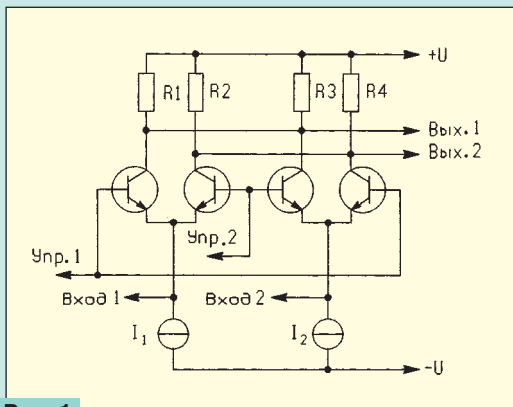 +U
R1 R2 R3 R4
Вых.1
Вых.2
Упр.2
Упр.1
Вход 1 Вход 2
I₁ I₂
-U